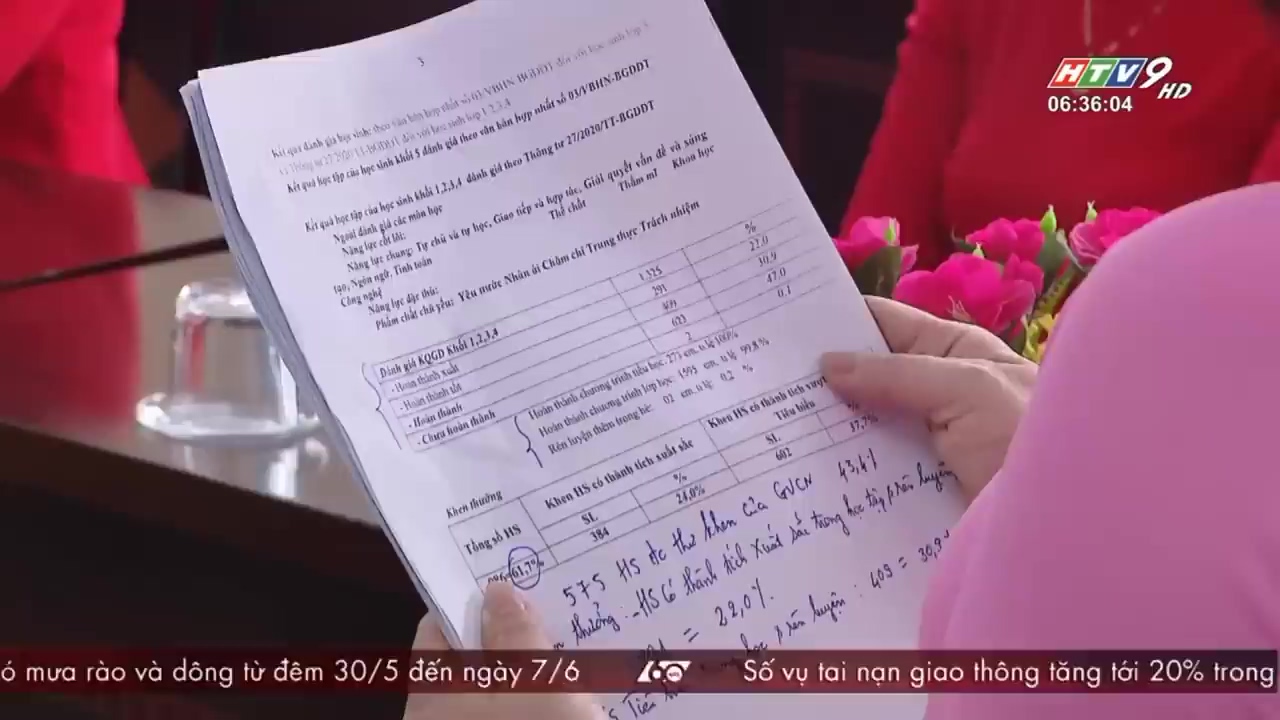 HTV9 HD
06:36:04
3
Kết quả đánh giá học sinh: theo văn bản hợp nhất số 03/VBHN-BGDĐT đối với học sinh lớp 5
và Thông tư 27/2020/TT-BGDĐT đối với học sinh lớp 1,2,3,4
Kết quả học tập của học sinh khối 5 đánh giá theo văn bản hợp nhất số 03/VBHN-BGDĐT
Kết quả học tập của học sinh khối 1,2,3,4 đánh giá theo Thông tư 27/2020/TT-BGDĐT
Ngoài đánh giá các môn học
Năng lực cốt lõi:
Năng lực chung: Tự chủ và tự học, Giao tiếp và hợp tác, Giải quyết vấn đề và sáng
tạo, Ngôn ngữ, Tính toán Thể chất Thẩm mĩ Khoa học
Công nghệ
Năng lực đặc thù:
Phẩm chất chủ yếu: Yêu nước Nhân ái Chăm chỉ Trung thực Trách nhiệm
Đánh giá KQGD Khối 1,2,3,4 1.325 %
- Hoàn thành xuất 291 22.0
- Hoàn thành tốt 409 30.9
- Hoàn thành 623 47.0
- Chưa hoàn thành 2 0.1
Hoàn thành chương trình tiểu học: 273 em, tỉ lệ 100%
Hoàn thành chương trình lớp học: 1595 em, tỉ lệ 99,8 %
Rèn luyện thêm trong hè: 02 em, tỉ lệ: 0,2 %
Khen thưởng
Tổng số HS Khen HS có thành tích xuất sắc Khen HS có thành tích vượt
Tiêu biểu
SL % SL
61,7% 384 24,0% 602 37,7%
575 HS đc thư khen của GVCN 43,4%
thưởng: - HS có thành tích xuất sắc trong học tập, rèn luyện
= 22,0%.
rèn luyện: 409 = 30,9%
ó mưa rào và dông từ đêm 30/5 đến ngày 7/6
Số vụ tai nạn giao thông tăng tới 20% trong